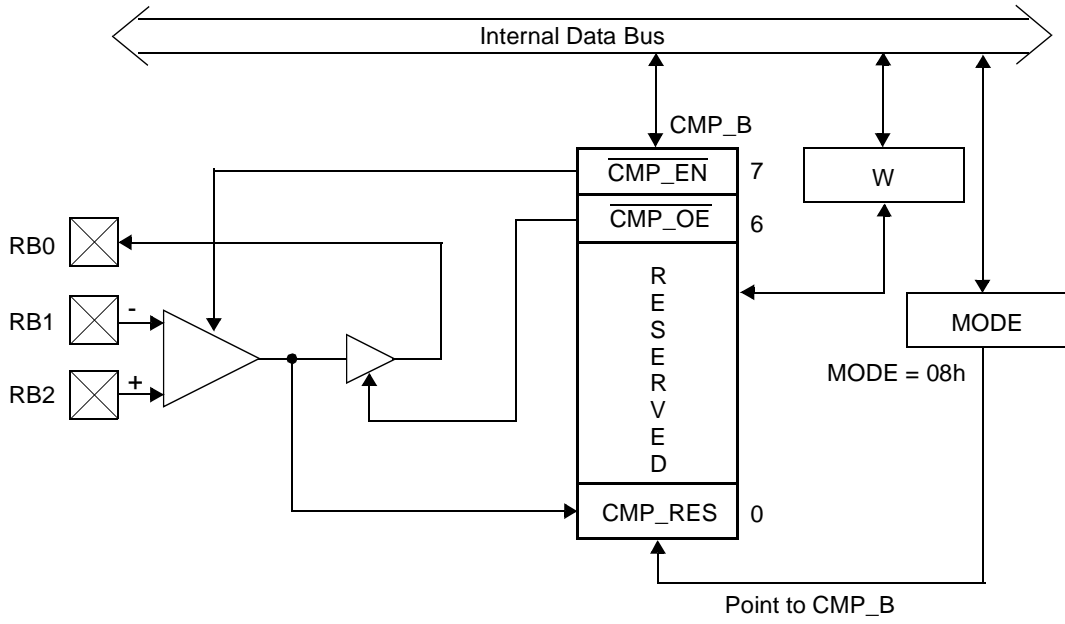 Internal Data Bus
CMP_B
CMP_EN 7
W
CMP_OE 6
RB0
RESERVED
RB1 -
MODE
RB2 +
MODE = 08h
CMP_RES 0
Point to CMP_B